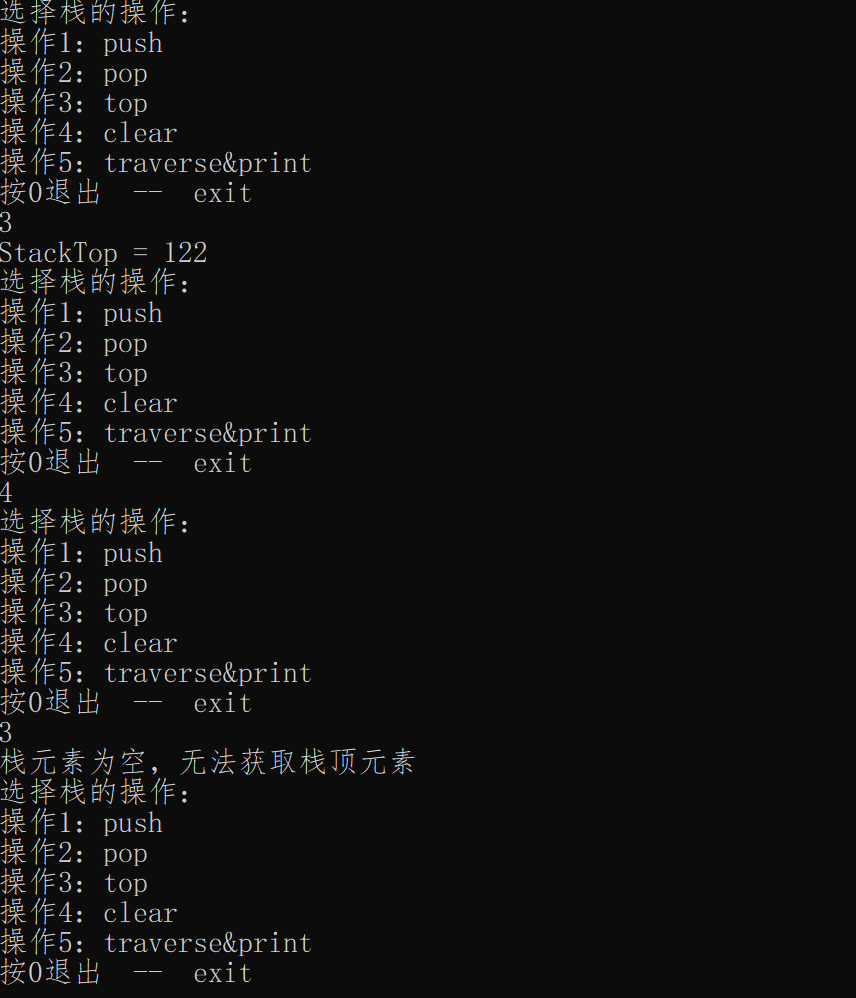 选择栈的操作：
操作1：push
操作2：pop
操作3：top
操作4：clear
操作5：traverse&print
按0退出  --  exit
3
StackTop = 122
选择栈的操作：
操作1：push
操作2：pop
操作3：top
操作4：clear
操作5：traverse&print
按0退出  --  exit
4
选择栈的操作：
操作1：push
操作2：pop
操作3：top
操作4：clear
操作5：traverse&print
按0退出  --  exit
3
栈元素为空，无法获取栈顶元素
选择栈的操作：
操作1：push
操作2：pop
操作3：top
操作4：clear
操作5：traverse&print
按0退出  --  exit